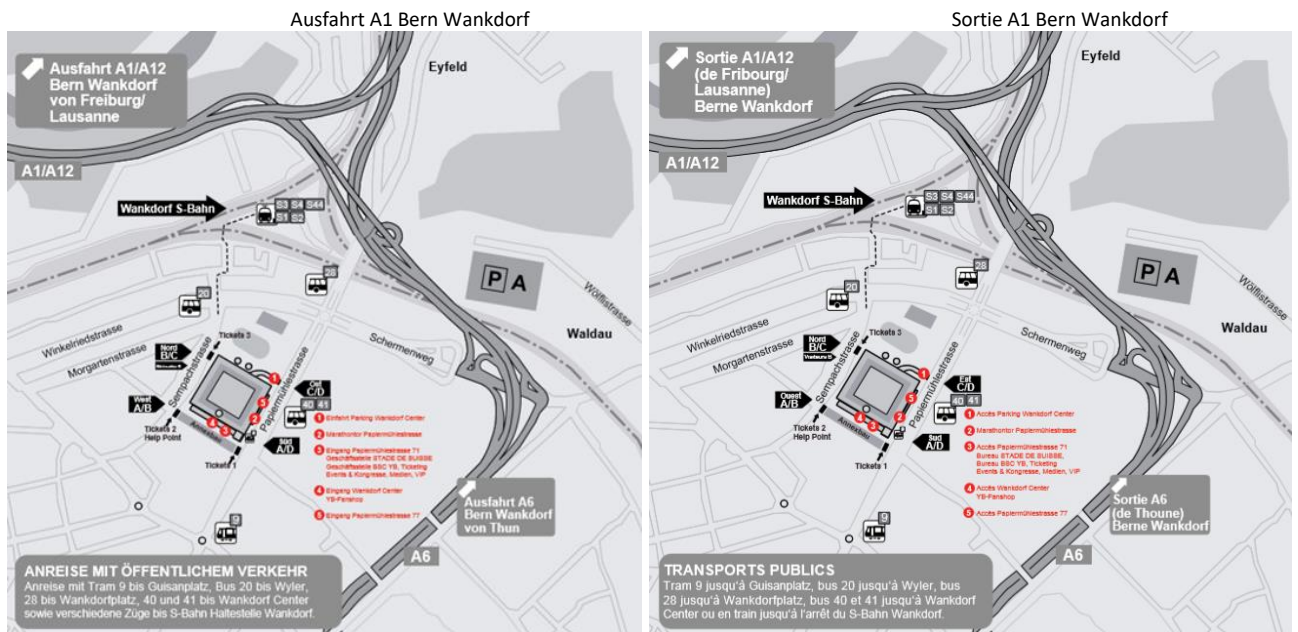 Ausfahrt A1 Bern Wankdorf
Ausfahrt A1/A12
Bern Wankdorf
von Freiburg/
Lausanne
Eyfeld
A1/A12
Wankdorf S-Bahn
S3 S4 S44
S1 S2
28
20
P A
Wölflistrasse
Waldau
Winkelriedstrasse
Morgartenstrasse
Schermenweg
Tickets 3
Nord
B/C
Sempachstrasse
Papiermühlestrasse
West
A/B
Ost
C/D
40 41
Tickets 2
Help Point
Annexbau
Süd
A/D
Tickets 1
1 2 3 4 5
1 Einfahrt Parking Wankdorf Center
2 Marathontor Papiermühlestrasse
3 Eingang Papiermühlestrasse 71
Geschäftsstelle STADE DE SUISSE
Geschäftsstelle BSC YB, Ticketing
Events & Kongresse, Medien, VIP
4 Eingang Wankdorf Center
YB-Fanshop
5 Eingang Papiermühlestrasse 77
Ausfahrt A6
Bern Wankdorf
von Thun
9
A6
ANREISE MIT ÖFFENTLICHEM VERKEHR
Anreise mit Tram 9 bis Guisanplatz, Bus 20 bis Wyler,
28 bis Wankdorfplatz, 40 und 41 bis Wankdorf Center
sowie verschiedene Züge bis S-Bahn Haltestelle Wankdorf.
Sortie A1 Bern Wankdorf
Sortie A1/A12
(de Fribourg/
Lausanne)
Berne Wankdorf
Eyfeld
A1/A12
Wankdorf S-Bahn
S3 S4 S44
S1 S2
28
20
P A
Wölflistrasse
Waldau
Winkelriedstrasse
Morgartenstrasse
Schermenweg
Tickets 3
Nord
B/C
Sempachstrasse
Papiermühlestrasse
Ouest
A/B
Est
C/D
40 41
Tickets 2
Help Point
Annexbau
Sud
A/D
Tickets 1
1 2 3 4 5
1 Accès Parking Wankdorf Center
2 Marathontor Papiermühlestrasse
3 Accès Papiermühlestrasse 71
Bureau STADE DE SUISSE,
Bureau BSC YB, Ticketing
Events & Kongresse, Medien, VIP
4 Accès Wankdorf Center
YB-Fanshop
5 Accès Papiermühlestrasse 77
Sortie A6
(de Thoune)
Berne Wankdorf
9
A6
TRANSPORTS PUBLICS
Tram 9 jusqu'á Guisanplatz, bus 20 jusqu'á Wyler, bus
28 jusqu'á Wankdorfplatz, bus 40 et 41 jusqu'á Wankdorf
Center ou en train jusqu'á l'arrêt du S-Bahn Wankdorf.